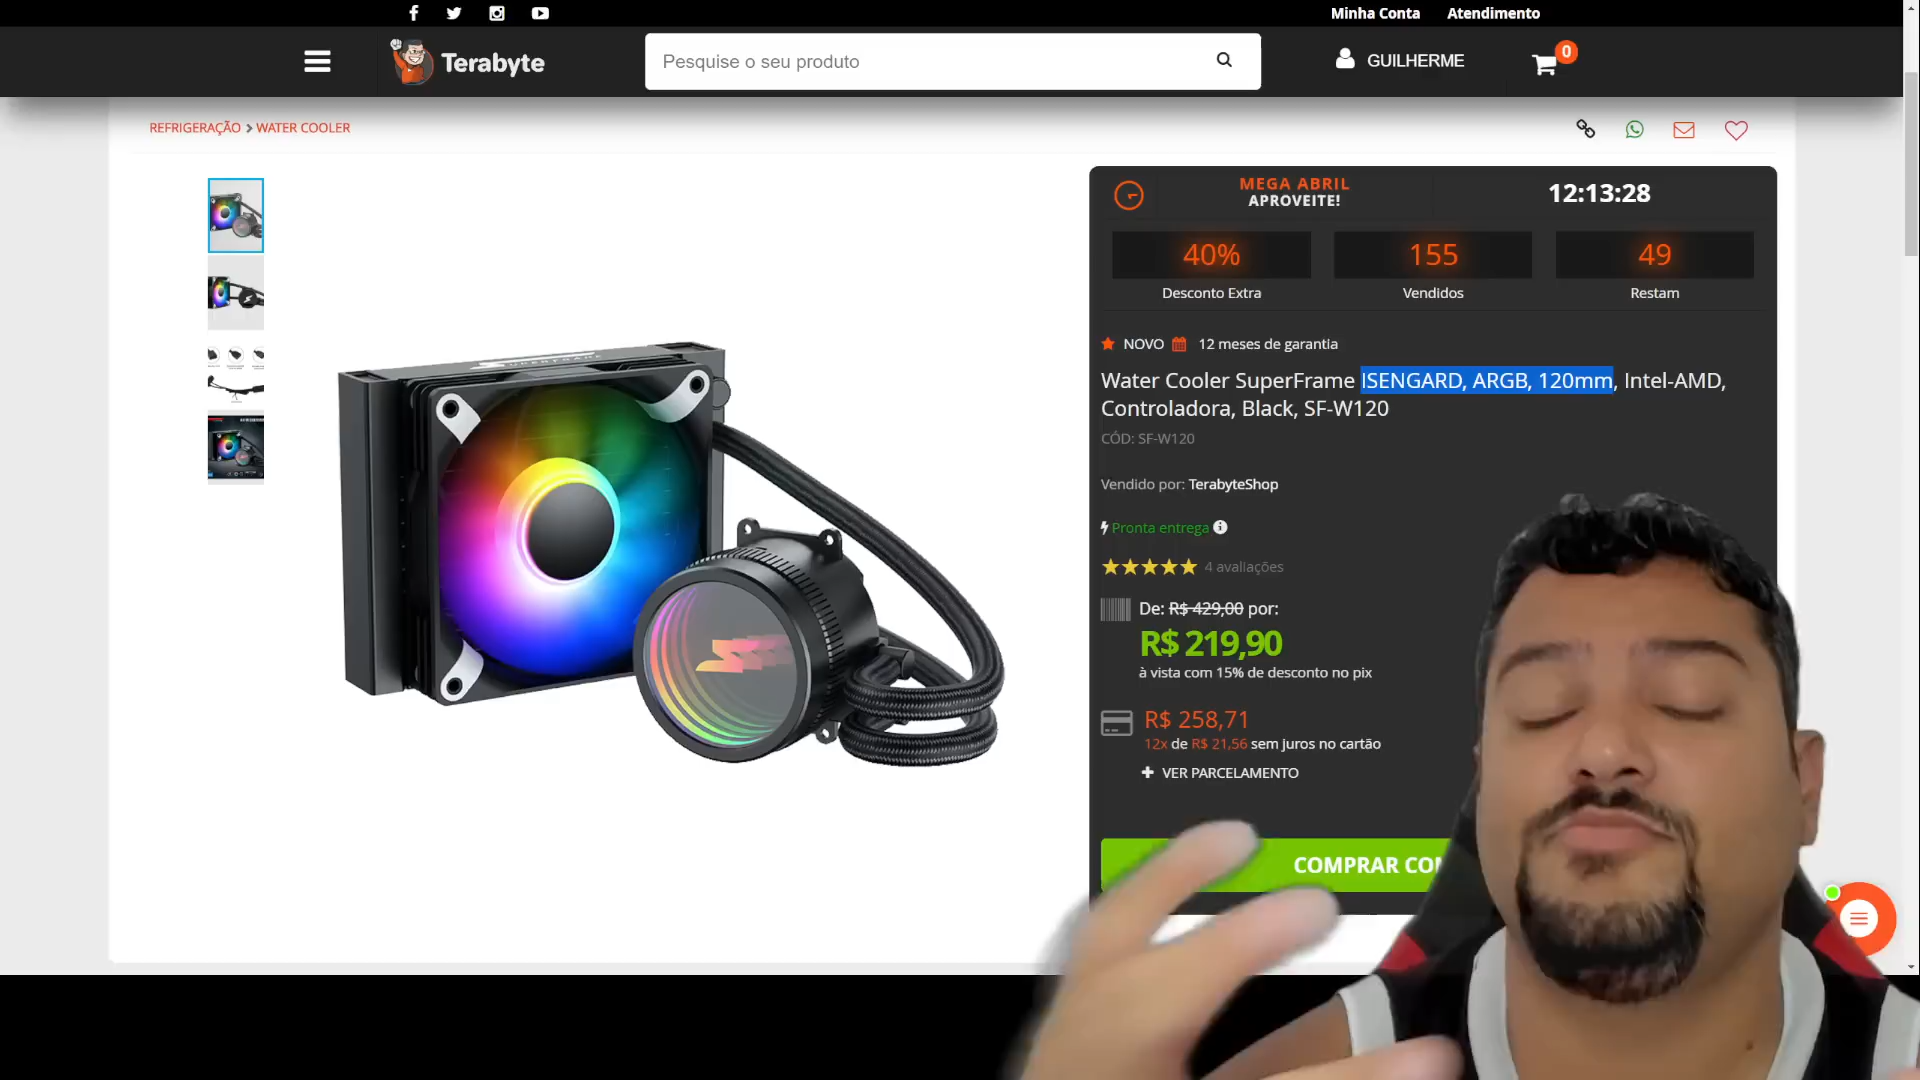 Minha Conta
Atendimento
Terabyte
Pesquise o seu produto
GUILHERME
0
REFRIGERAÇÃO > WATER COOLER
MEGA ABRIL
APROVEITE!
12:13:28
40%
Desconto Extra
155
Vendidos
49
Restam
NOVO
12 meses de garantia
Water Cooler SuperFrame ISENGARD, ARGB, 120mm, Intel-AMD,
Controladora, Black, SF-W120
CÓD: SF-W120
Vendido por: TerabyteShop
Pronta entrega
4 avaliações
De: R$ 429,00 por:
R$ 219,90
à vista com 15% de desconto no pix
R$ 258,71
12x de R$ 21,56 sem juros no cartão
+ VER PARCELAMENTO
COMPRAR